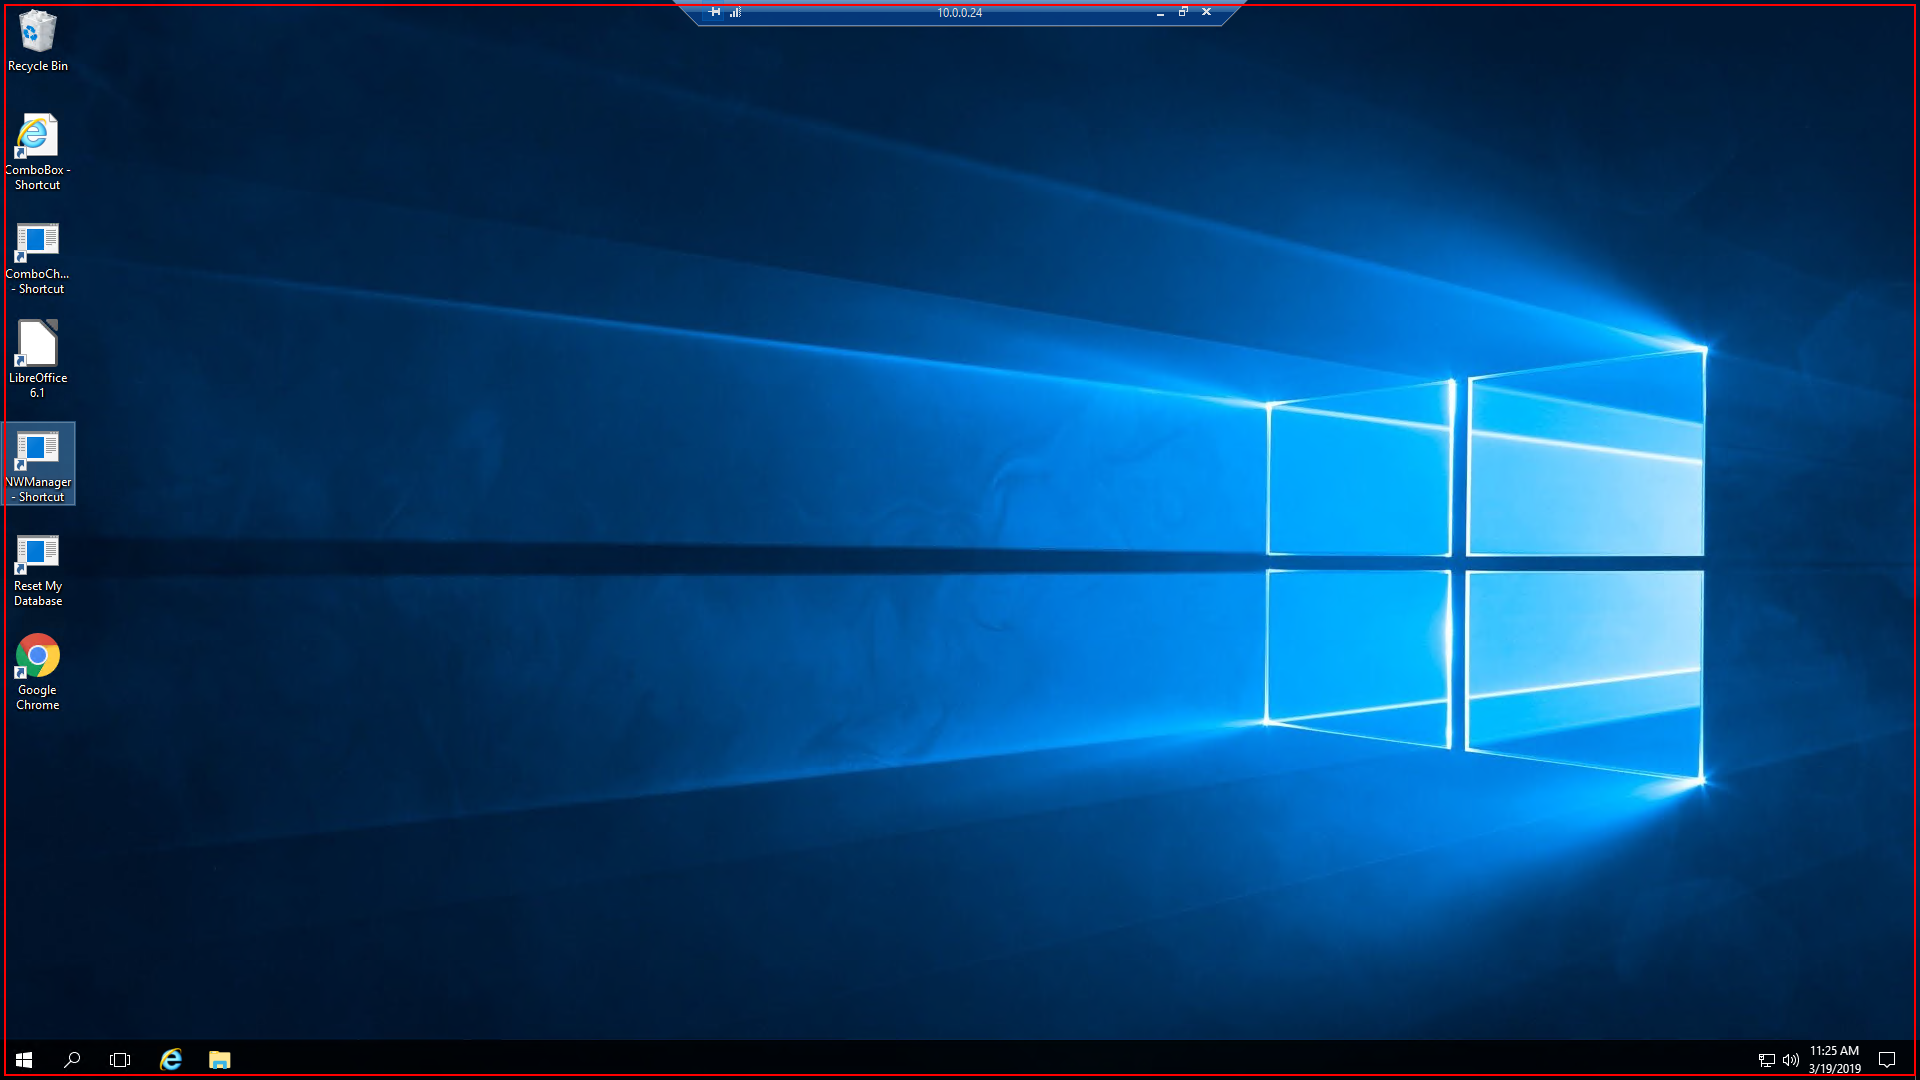 10.0.0.24
Recycle Bin
ComboBox -
Shortcut
ComboCh...
- Shortcut
LibreOffice
6.1
NWManager
- Shortcut
Reset My
Database
Google
Chrome
11:25 AM
3/19/2019